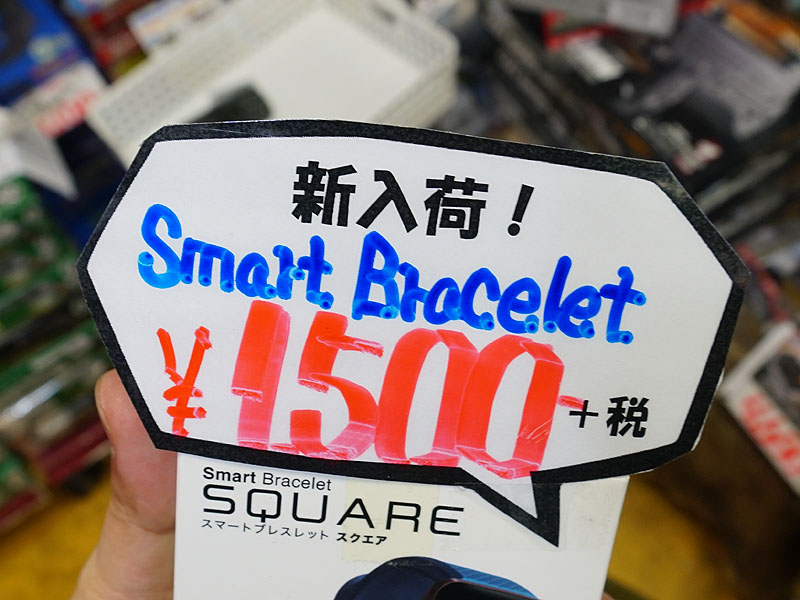 新入荷！
Smart Bracelet
¥1500+税
Smart Bracelet
SQUARE
スマートブレスレット スクエア